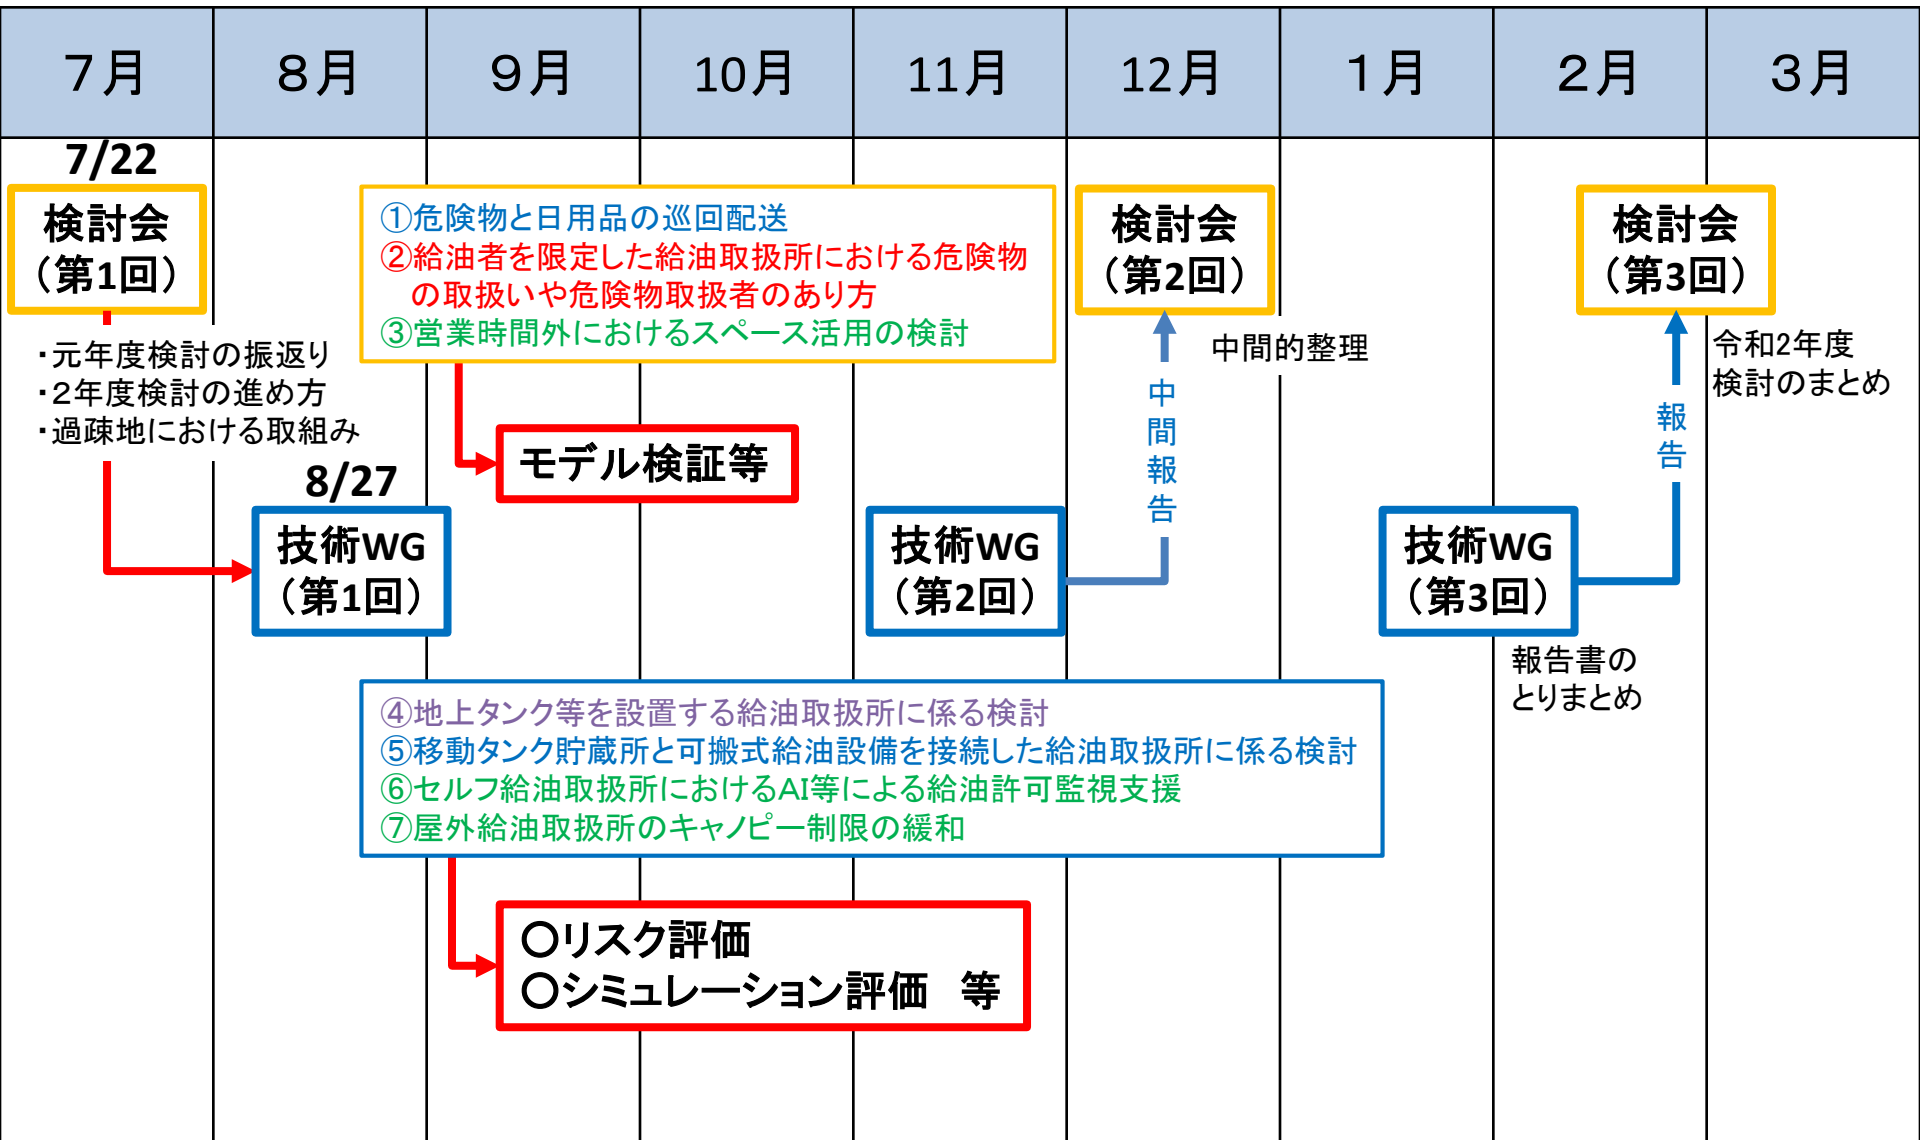 7月
8月
9月
10月
11月
12月
1月
2月
3月
7/22
検討会
（第1回）
・元年度検討の振返り
・2年度検討の進め方
・過疎地における取組み
①危険物と日用品の巡回配送
②給油者を限定した給油取扱所における危険物
の取扱いや危険物取扱者のあり方
③営業時間外におけるスペース活用の検討
モデル検証等
8/27
技術WG
（第1回）
技術WG
（第2回）
中間報告
検討会
（第2回）
中間的整理
技術WG
（第3回）
報告書の
とりまとめ
報告
検討会
（第3回）
令和2年度
検討のまとめ
④地上タンク等を設置する給油取扱所に係る検討
⑤移動タンク貯蔵所と可搬式給油設備を接続した給油取扱所に係る検討
⑥セルフ給油取扱所におけるAI等による給油許可監視支援
⑦屋外給油取扱所のキャノピー制限の緩和
〇リスク評価
〇シミュレーション評価　等